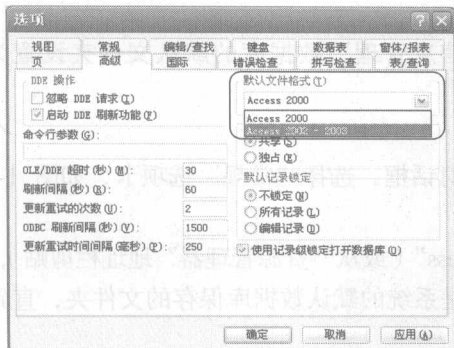 选项
视图 常规 编辑/查找 键盘 数据表 窗体/报表
页 高级 国际 错误检查 拼写检查 表/查询
DDE 操作
忽略 DDE 请求(I)
启动 DDE 刷新功能(F)
命令行参数(G):
OLE/DDE 超时(秒)(M): 30
刷新间隔(秒)(R): 60
更新重试的次数(U): 2
ODBC 刷新间隔(秒)(V): 1500
更新重试时间间隔(毫秒)(P): 250
默认文件格式(T)
Access 2000
Access 2000
Access 2002 - 2003
共享(S)
独占(E)
默认记录锁定
不锁定(N)
所有记录(L)
编辑记录(D)
使用记录级锁定打开数据库(O)
确定 取消 应用(A)